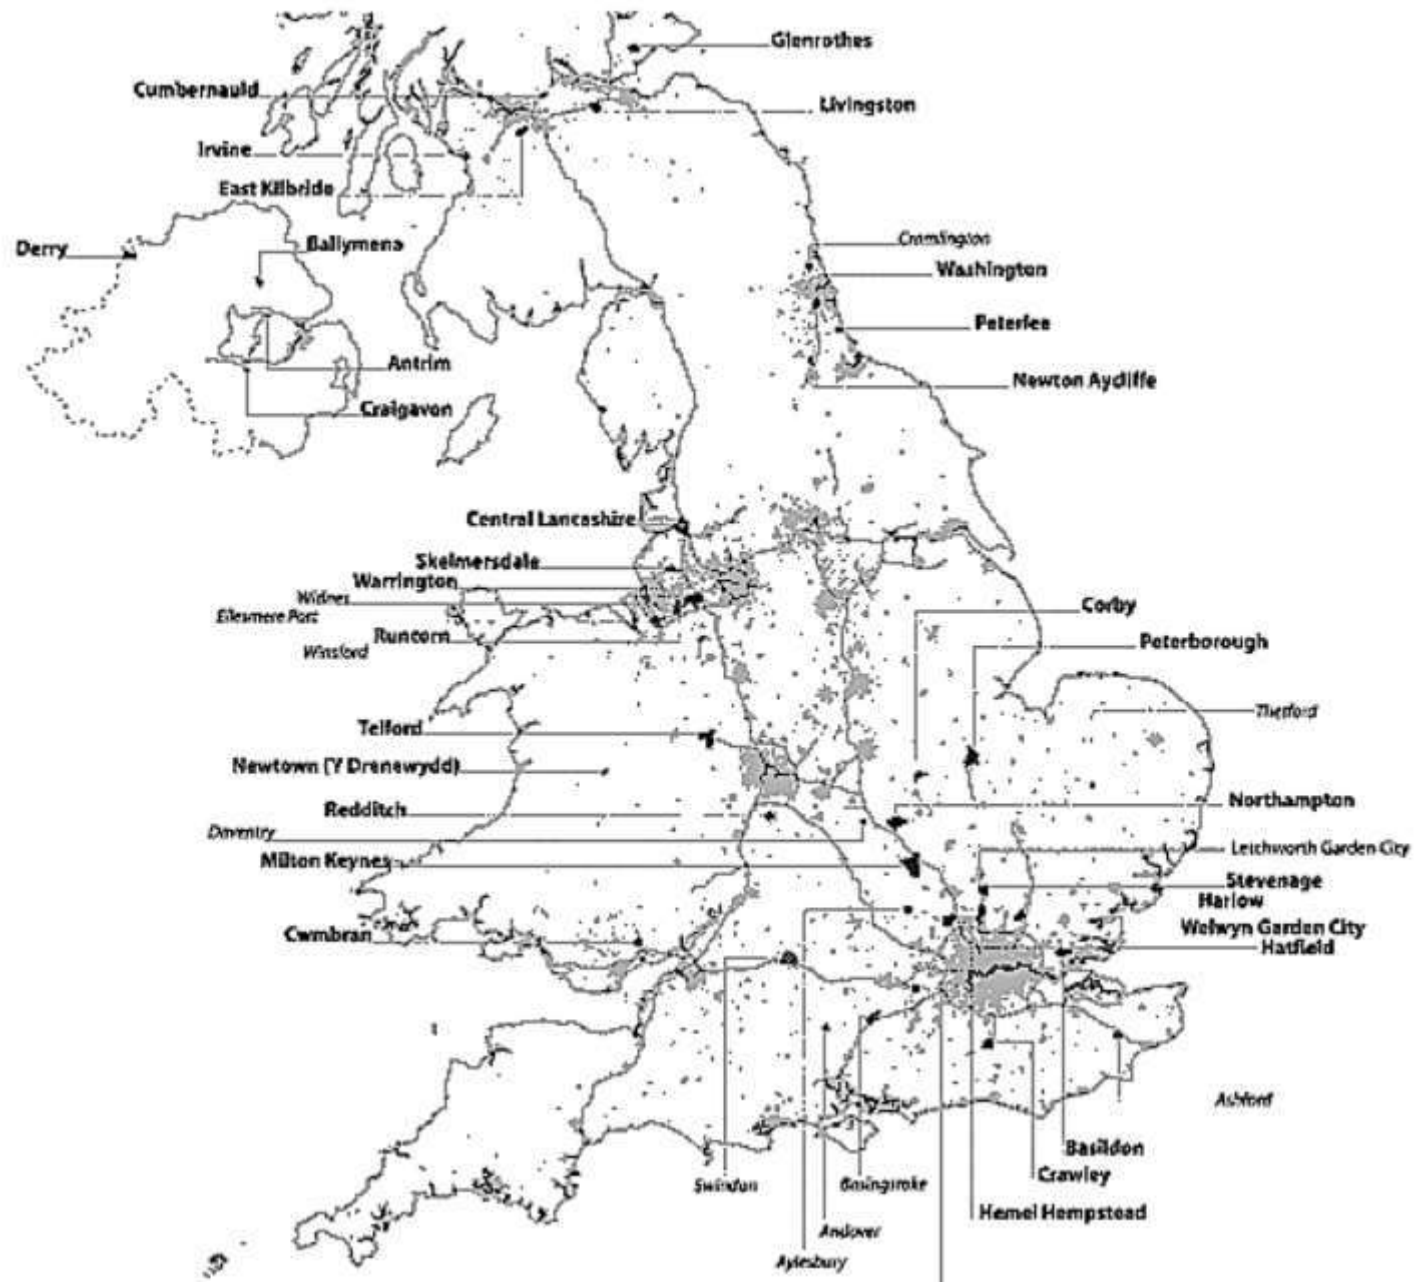 Glenrothes
Cumbernauld
Livingston
Irvine
East Kilbride
Derry
Ballymena
Cramlington
Washington
Peterlee
Antrim
Newton Aycliffe
Craigavon
Central Lancashire
Skelmersdale
Warrington
Widnes
Ellesmere Port
Corby
Runcorn
Winsford
Peterborough
Thetford
Telford
Newtown (Y Drenewydd)
Redditch
Northampton
Daventry
Letchworth Garden City
Milton Keynes
Stevenage
Harlow
Welwyn Garden City
Cwmbran
Hatfield
Ashford
Basildon
Crawley
Swindon
Basingstoke
Hemel Hempstead
Andover
Aylesbury